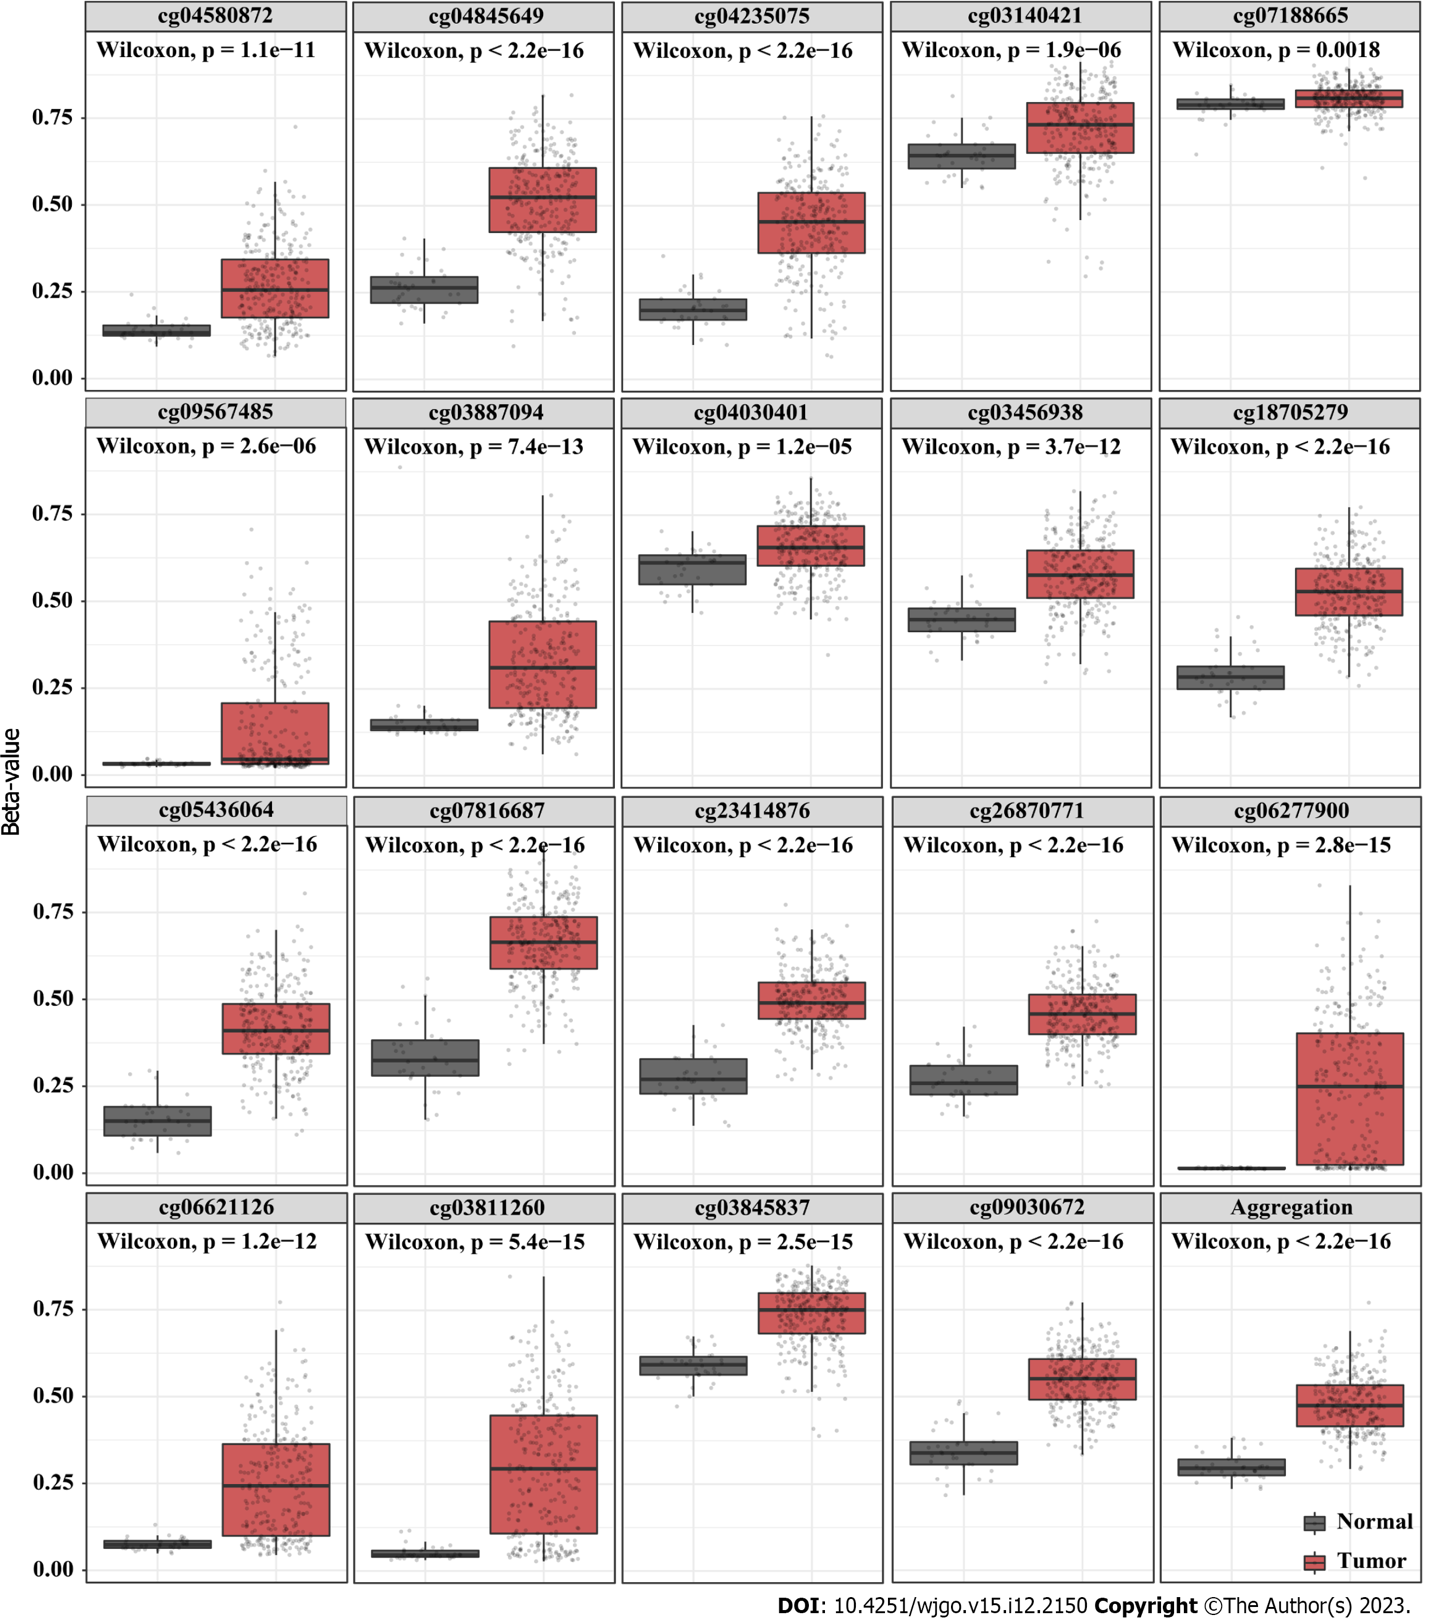 cg04580872 cg04845649 cg04235075 cg03140421 cg07188665
Wilcoxon, p = 1.1e−11 Wilcoxon, p < 2.2e−16 Wilcoxon, p < 2.2e−16 Wilcoxon, p = 1.9e−06 Wilcoxon, p = 0.0018
0.75
0.50
0.25
0.00
cg09567485 cg03887094 cg04030401 cg03456938 cg18705279
Wilcoxon, p = 2.6e−06 Wilcoxon, p = 7.4e−13 Wilcoxon, p = 1.2e−05 Wilcoxon, p = 3.7e−12 Wilcoxon, p < 2.2e−16
0.75
0.50
0.25
0.00
Beta-value
cg05436064 cg07816687 cg23414876 cg26870771 cg06277900
Wilcoxon, p < 2.2e−16 Wilcoxon, p < 2.2e−16 Wilcoxon, p < 2.2e−16 Wilcoxon, p < 2.2e−16 Wilcoxon, p = 2.8e−15
0.75
0.50
0.25
0.00
cg06621126 cg03811260 cg03845837 cg09030672 Aggregation
Wilcoxon, p = 1.2e−12 Wilcoxon, p = 5.4e−15 Wilcoxon, p = 2.5e−15 Wilcoxon, p < 2.2e−16 Wilcoxon, p < 2.2e−16
0.75
0.50
0.25
0.00
Normal
Tumor
DOI: 10.4251/wjgo.v15.i12.2150 Copyright ©The Author(s) 2023.